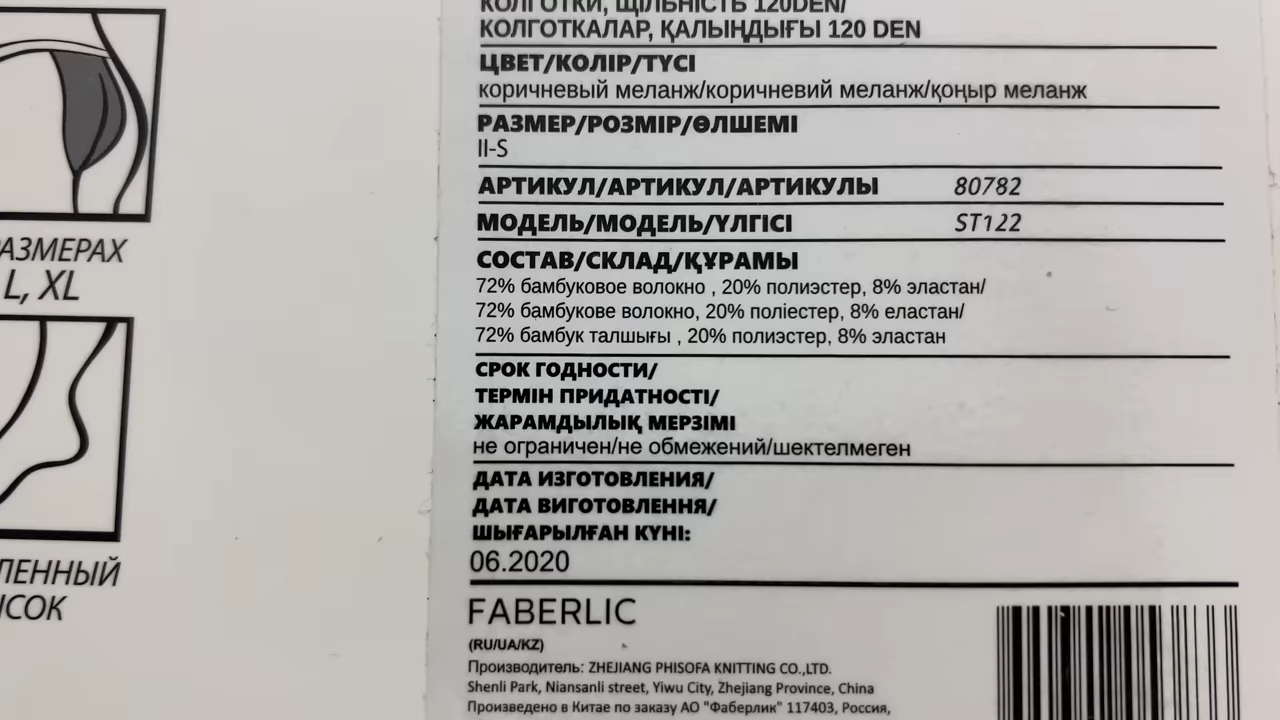 КОЛГОТКИ, ЩІЛЬНІСТЬ 120DEN/
КОЛГОТКАЛАР, ҚАЛЫҢДЫҒЫ 120 DEN
ЦВЕТ/КОЛІР/ТҮСІ
коричневый меланж/коричневий меланж/қоңыр меланж
РАЗМЕР/РОЗМІР/ӨЛШЕМІ
II-S
АРТИКУЛ/АРТИКУЛ/АРТИКУЛЫ 80782
МОДЕЛЬ/МОДЕЛЬ/ҮЛГІСІ ST122
СОСТАВ/СКЛАД/ҚҰРАМЫ
72% бамбуковое волокно , 20% полиэстер, 8% эластан/
72% бамбукове волокно, 20% поліестер, 8% еластан/
72% бамбук талшығы , 20% полиэстер, 8% эластан
СРОК ГОДНОСТИ/
ТЕРМІН ПРИДАТНОСТІ/
ЖАРАМДЫЛЫҚ МЕРЗІМІ
не ограничен/не обмежений/шектелмеген
ДАТА ИЗГОТОВЛЕНИЯ/
ДАТА ВИГОТОВЛЕННЯ/
ШЫҒАРЫЛҒАН КҮНІ:
06.2020
FABERLIC
(RU/UA/KZ)
Производитель: ZHEJIANG PHISOFA KNITTING CO.,LTD.
Shenli Park, Niansanli street, Yiwu City, Zhejiang Province, China
Произведено в Китае по заказу АО "Фаберлик" 117403, Россия,
АЗМЕРАХ
L, XL
ЛЕННЫЙ
СОК